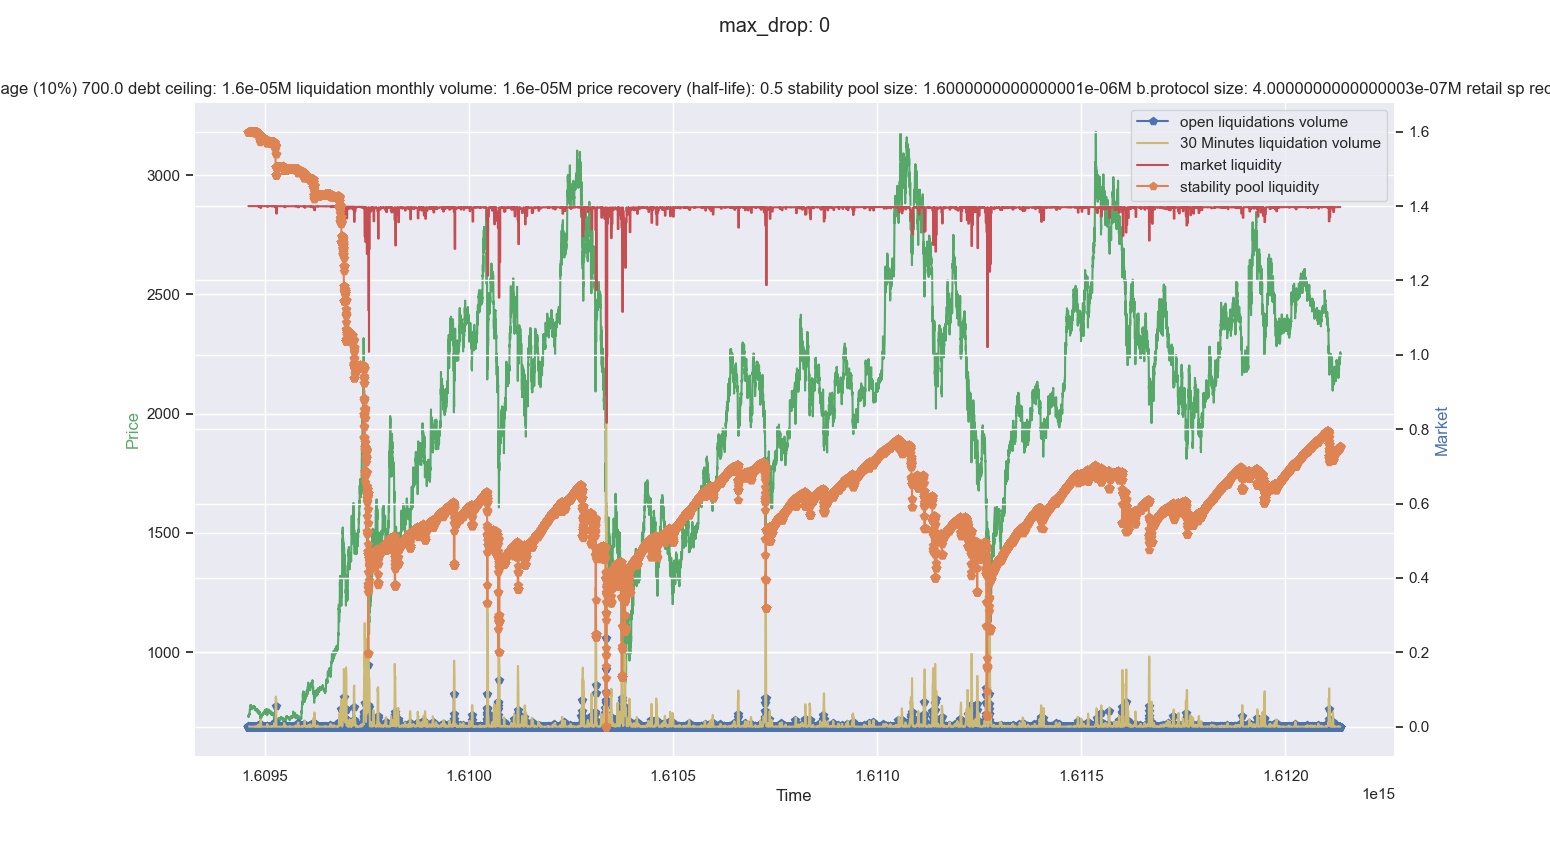 max_drop: 0
age (10%) 700.0 debt ceiling: 1.6e-05M liquidation monthly volume: 1.6e-05M price recovery (half-life): 0.5 stability pool size: 1.6000000000000001e-06M b.protocol size: 4.0000000000000003e-07M retail sp rec
open liquidations volume
30 Minutes liquidation volume
market liquidity
stability pool liquidity
3000
2500
2000
1500
1000
Price
1.6
1.4
1.2
1.0
0.8
0.6
0.4
0.2
0.0
Market
1.6095 1.6100 1.6105 1.6110 1.6115 1.6120
Time
1e15